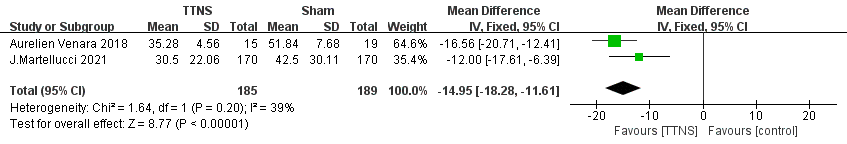 TTNS Sham Mean Difference Mean Difference
Study or Subgroup Mean SD Total Mean SD Total Weight IV, Fixed, 95% CI IV, Fixed, 95% CI
Aurelien Venara 2018 35.28 4.56 15 51.84 7.68 19 64.6% -16.56 [-20.71, -12.41]
J.Martellucci 2021 30.5 22.06 170 42.5 30.11 170 35.4% -12.00 [-17.61, -6.39]
Total (95% CI) 185 189 100.0% -14.95 [-18.28, -11.61]
Heterogeneity: Chi² = 1.64, df = 1 (P = 0.20); I² = 39%
Test for overall effect: Z = 8.77 (P < 0.00001)
-20 -10 0 10 20
Favours [TTNS] Favours [control]